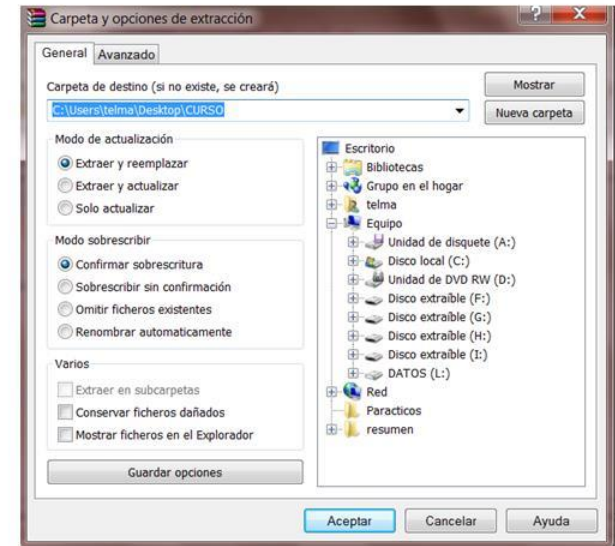 Carpeta y opciones de extracción
General Avanzado
Carpeta de destino (si no existe, se creará)
C:\Users\telma\Desktop\CURSO
Mostrar
Nueva carpeta
Modo de actualización
Extraer y reemplazar
Extraer y actualizar
Solo actualizar
Modo sobrescribir
Confirmar sobrescritura
Sobrescribir sin confirmación
Omitir ficheros existentes
Renombrar automaticamente
Varios
Extraer en subcarpetas
Conservar ficheros dañados
Mostrar ficheros en el Explorador
Guardar opciones
Escritorio
Bibliotecas
Grupo en el hogar
telma
Equipo
Unidad de disquete (A:)
Disco local (C:)
Unidad de DVD RW (D:)
Disco extraíble (F:)
Disco extraíble (G:)
Disco extraíble (H:)
Disco extraíble (I:)
DATOS (L:)
Red
Paracticos
resumen
Aceptar Cancelar Ayuda